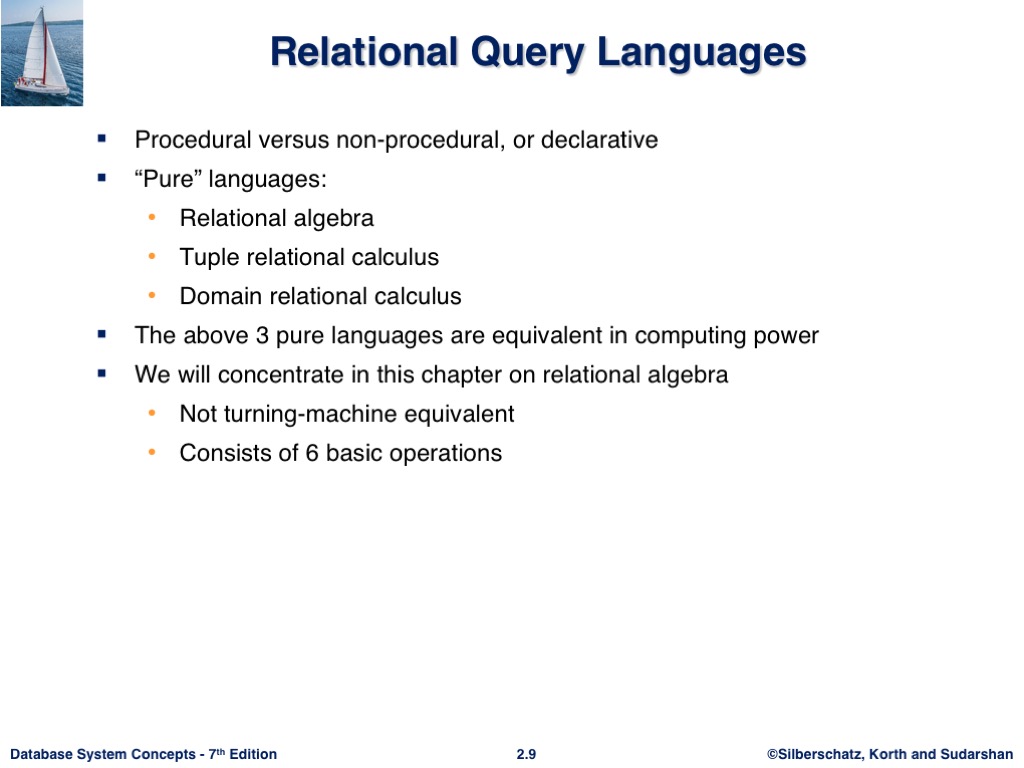 Relational Query Languages
▪ Procedural versus non-procedural, or declarative
▪ “Pure” languages:
• Relational algebra
• Tuple relational calculus
• Domain relational calculus
▪ The above 3 pure languages are equivalent in computing power
▪ We will concentrate in this chapter on relational algebra
• Not turning-machine equivalent
• Consists of 6 basic operations
Database System Concepts - 7th Edition 2.9 ©Silberschatz, Korth and Sudarshan